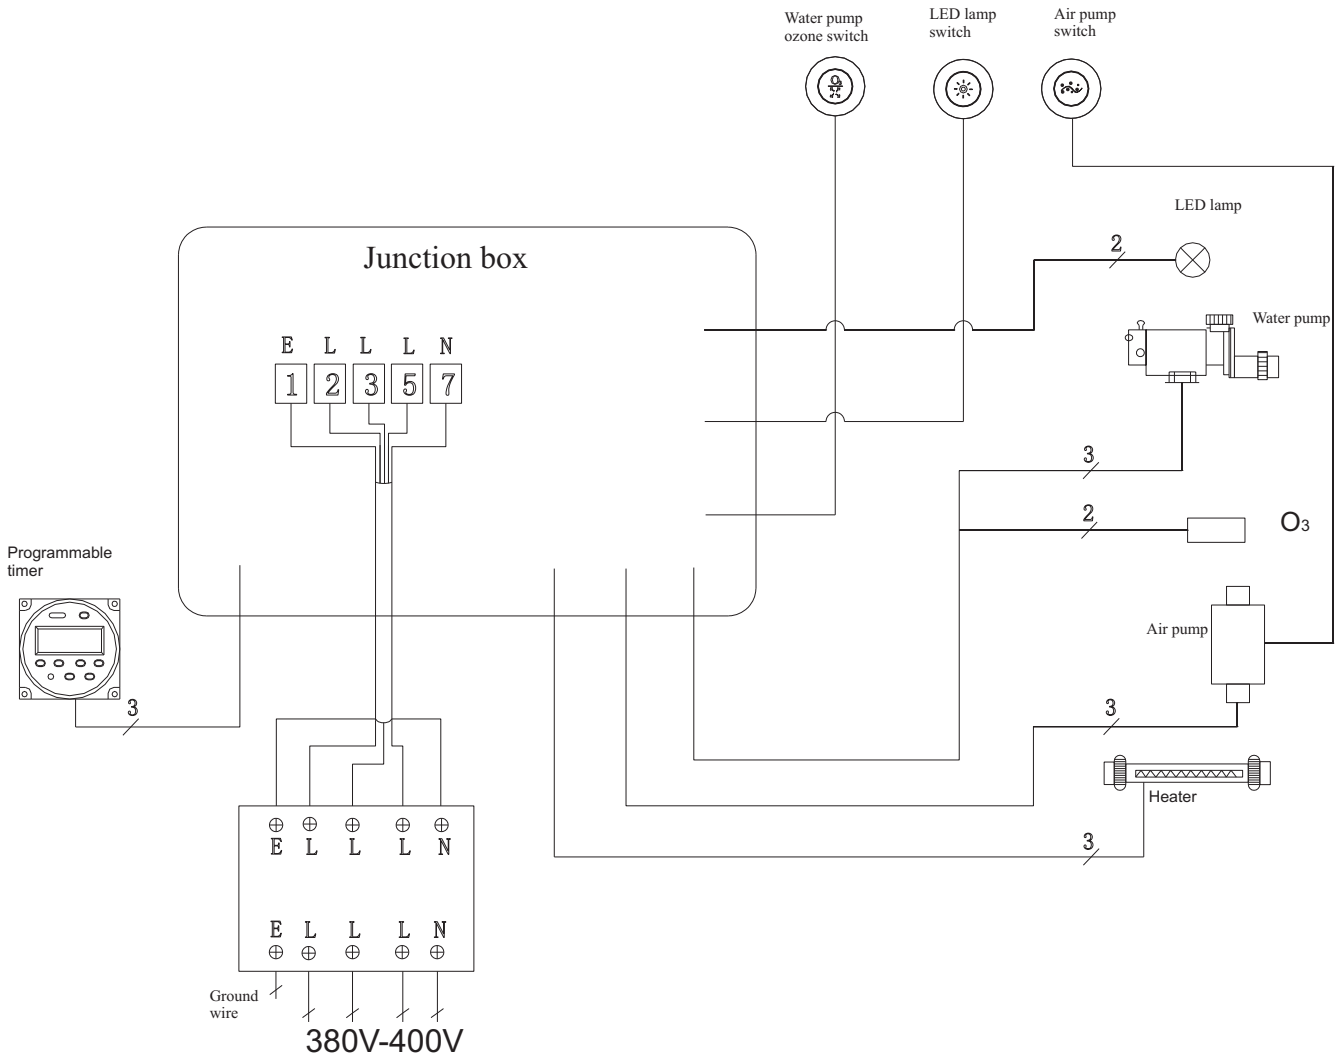 Water pump
ozone switch
LED lamp
switch
Air pump
switch
LED lamp
Junction box
2
Water pump
E L L L N
1 2 3 5 7
3
2
O3
Programmable
timer
Air pump
3
3
Heater
3
E L L L N
E L L L N
Ground
wire
380V-400V